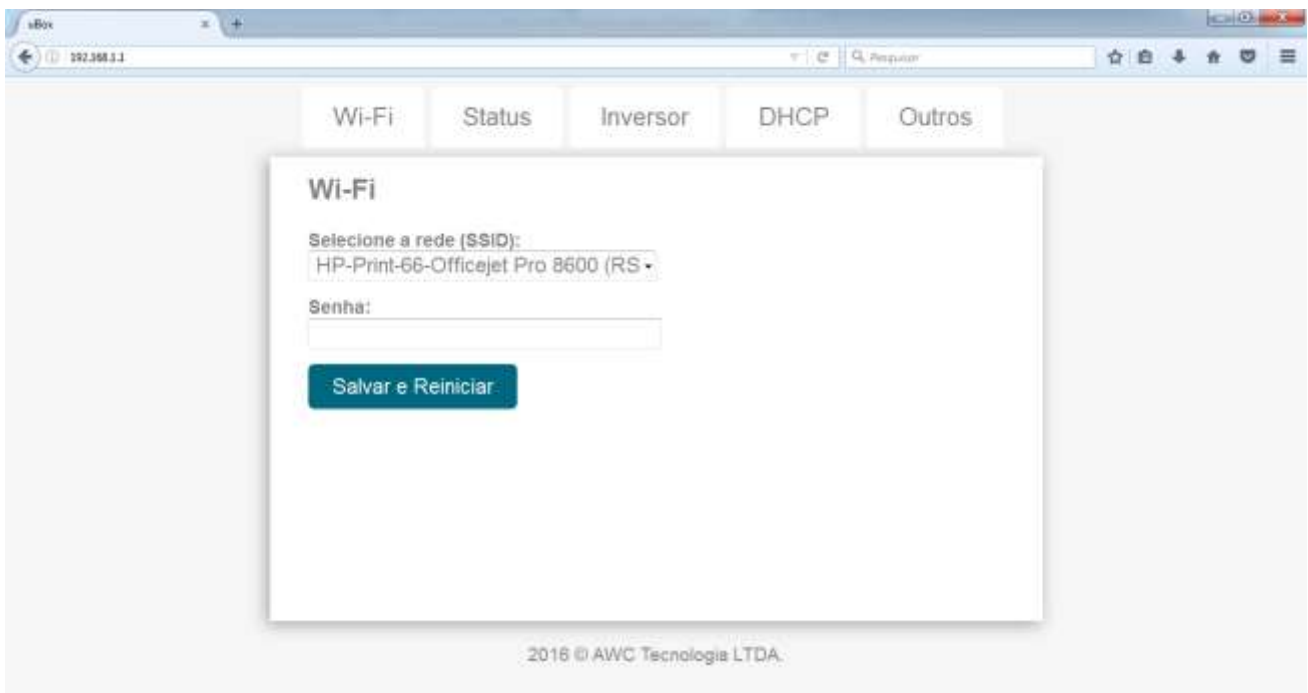 192.168.1.1
Pesquisar
Wi-Fi Status Inversor DHCP Outros
Wi-Fi
Selecione a rede (SSID):
HP-Print-66-Officejet Pro 8600 (RS
Senha:
Salvar e Reiniciar
2016 © AWC Tecnologia LTDA.